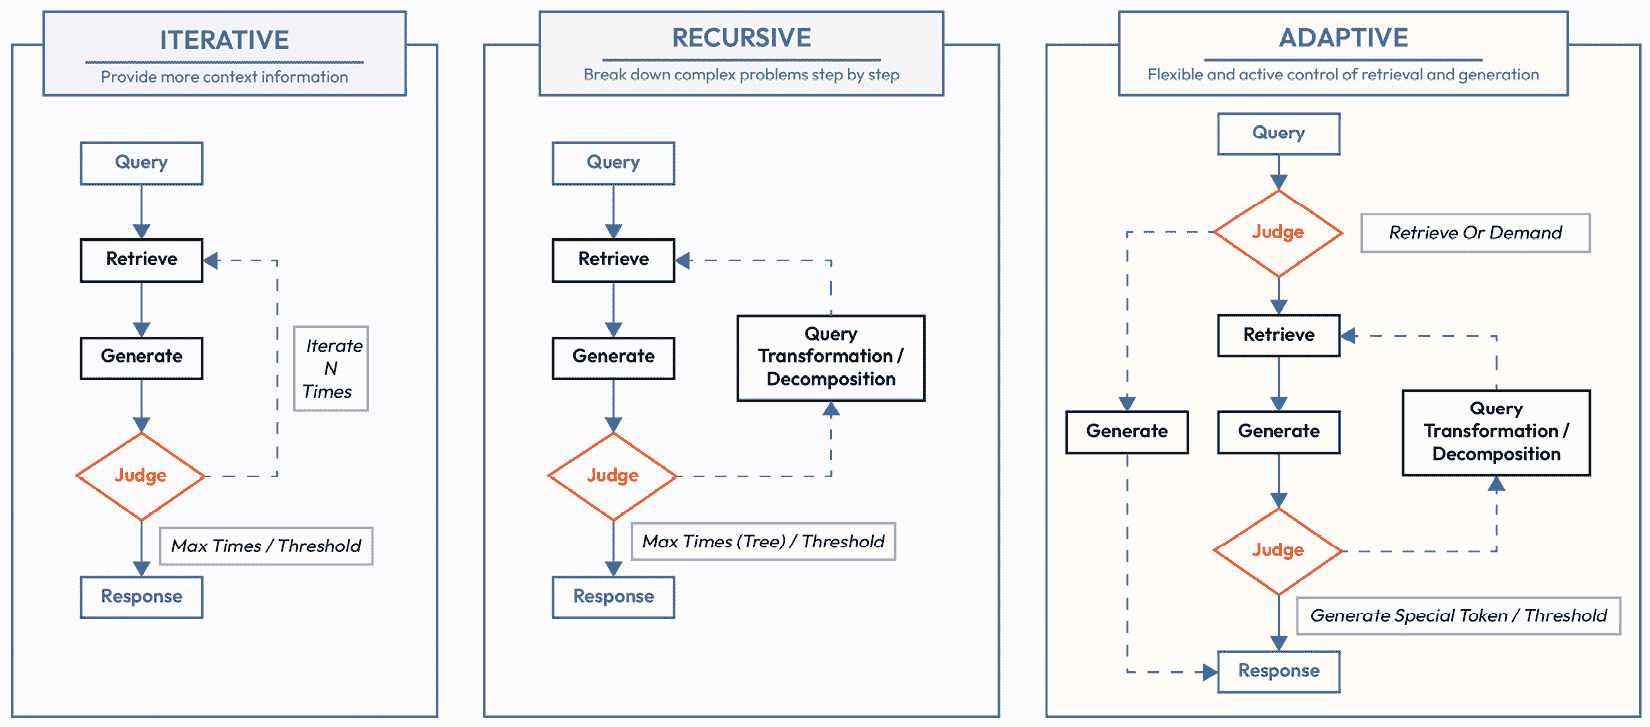 ITERATIVE
Provide more context information
Query
Retrieve
Generate
Iterate
N
Times
Judge
Max Times / Threshold
Response
RECURSIVE
Break down complex problems step by step
Query
Retrieve
Generate
Query
Transformation /
Decomposition
Judge
Max Times (Tree) / Threshold
Response
ADAPTIVE
Flexible and active control of retrieval and generation
Query
Judge
Retrieve Or Demand
Retrieve
Generate
Generate
Query
Transformation /
Decomposition
Judge
Generate Special Token / Threshold
Response